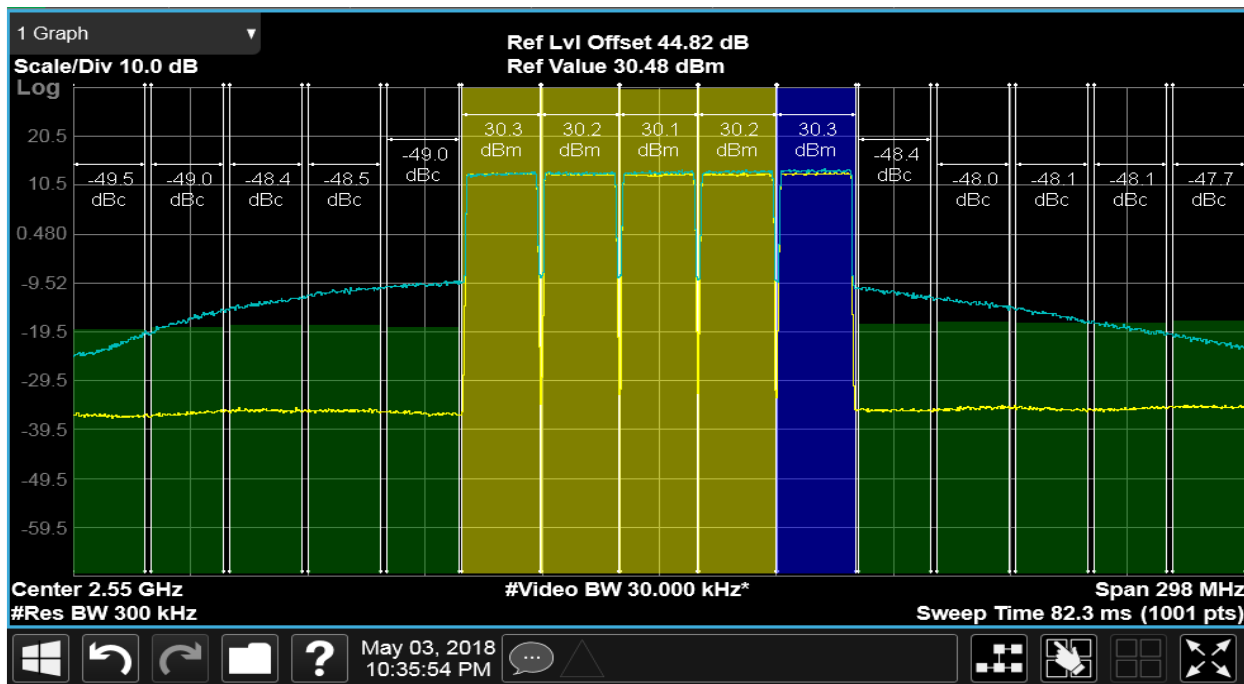 1 Graph
Scale/Div 10.0 dB
Ref Lvl Offset 44.82 dB
Ref Value 30.48 dBm
Log
20.5
10.5
0.480
-9.52
-19.5
-29.5
-39.5
-49.5
-59.5
-49.5
dBc
-49.0
dBc
-48.4
dBc
-48.5
dBc
-49.0
dBc
30.3
dBm
30.2
dBm
30.1
dBm
30.2
dBm
30.3
dBm
-48.4
dBc
-48.0
dBc
-48.1
dBc
-48.1
dBc
-47.7
dBc
Center 2.55 GHz
#Video BW 30.000 kHz*
Span 298 MHz
#Res BW 300 kHz
Sweep Time 82.3 ms (1001 pts)
?
May 03, 2018
10:35:54 PM